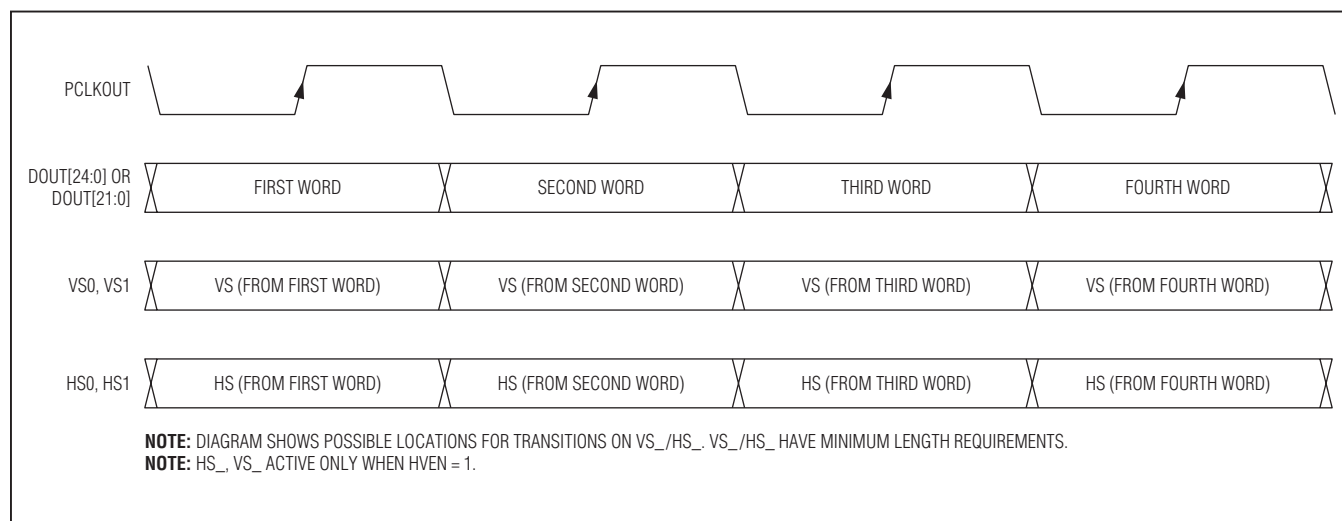 PCLKOUT
DOUT[24:0] OR
DOUT[21:0]
FIRST WORD
SECOND WORD
THIRD WORD
FOURTH WORD
VS0, VS1
VS (FROM FIRST WORD)
VS (FROM SECOND WORD)
VS (FROM THIRD WORD)
VS (FROM FOURTH WORD)
HS0, HS1
HS (FROM FIRST WORD)
HS (FROM SECOND WORD)
HS (FROM THIRD WORD)
HS (FROM FOURTH WORD)
NOTE: DIAGRAM SHOWS POSSIBLE LOCATIONS FOR TRANSITIONS ON VS_/HS_. VS_/HS_ HAVE MINIMUM LENGTH REQUIREMENTS.
NOTE: HS_, VS_ ACTIVE ONLY WHEN HVEN = 1.